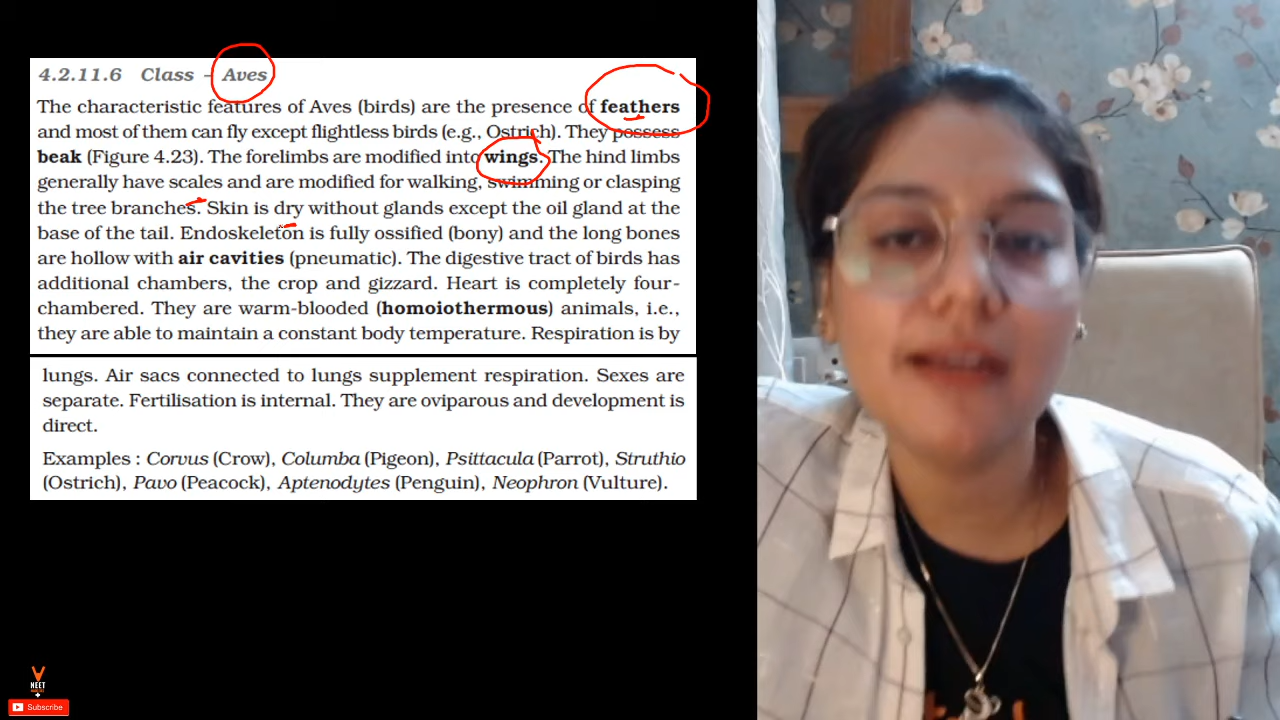 4.2.11.6 Class – Aves
The characteristic features of Aves (birds) are the presence of feathers
and most of them can fly except flightless birds (e.g., Ostrich). They possess
beak (Figure 4.23). The forelimbs are modified into wings. The hind limbs
generally have scales and are modified for walking, swimming or clasping
the tree branches. Skin is dry without glands except the oil gland at the
base of the tail. Endoskeleton is fully ossified (bony) and the long bones
are hollow with air cavities (pneumatic). The digestive tract of birds has
additional chambers, the crop and gizzard. Heart is completely four-
chambered. They are warm-blooded (homoiothermous) animals, i.e.,
they are able to maintain a constant body temperature. Respiration is by
lungs. Air sacs connected to lungs supplement respiration. Sexes are
separate. Fertilisation is internal. They are oviparous and development is
direct.
Examples : Corvus (Crow), Columba (Pigeon), Psittacula (Parrot), Struthio
(Ostrich), Pavo (Peacock), Aptenodytes (Penguin), Neophron (Vulture).
NEET
Subscribe